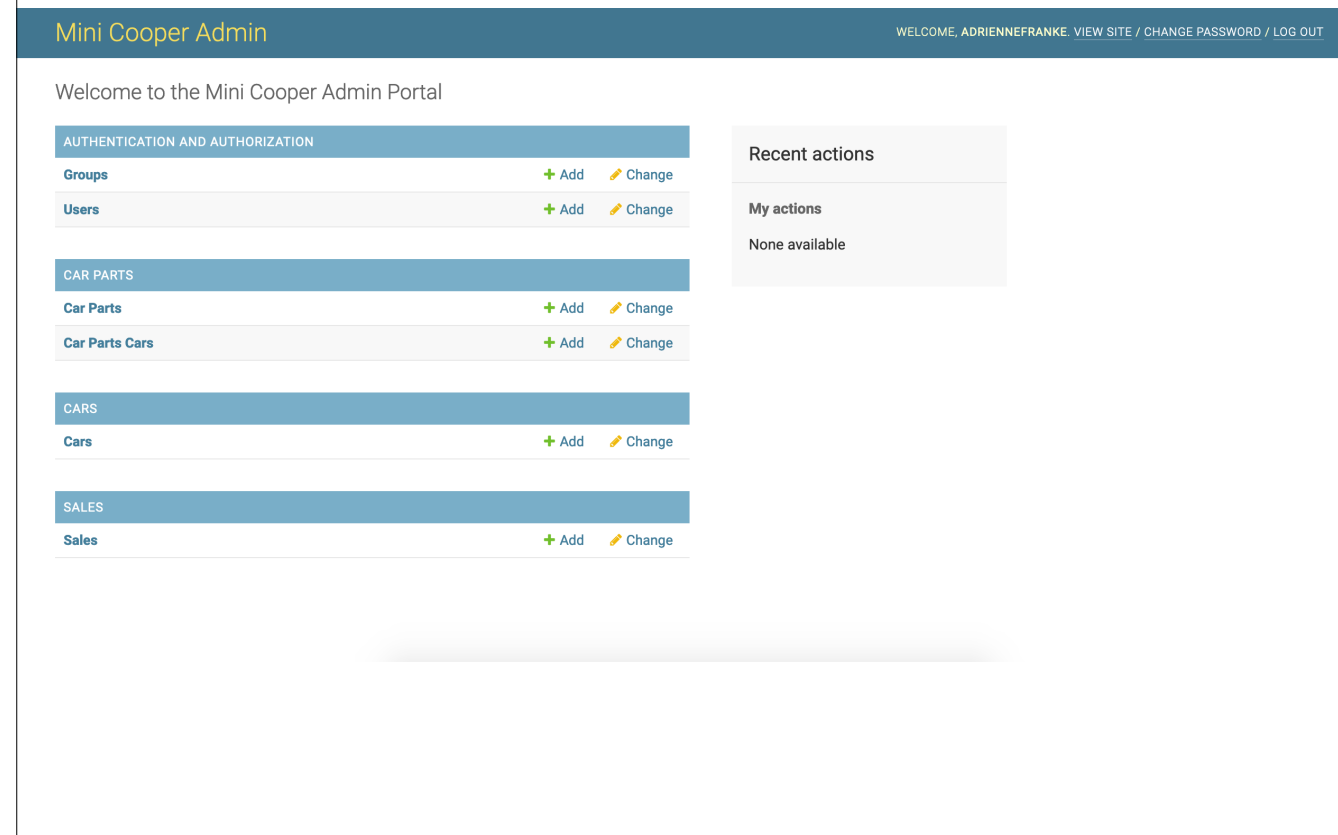 Mini Cooper Admin
WELCOME, ADRIENNEFRANKE. VIEW SITE / CHANGE PASSWORD / LOG OUT
Welcome to the Mini Cooper Admin Portal
AUTHENTICATION AND AUTHORIZATION
Groups Add Change
Users Add Change
CAR PARTS
Car Parts Add Change
Car Parts Cars Add Change
CARS
Cars Add Change
SALES
Sales Add Change
Recent actions
My actions
None available